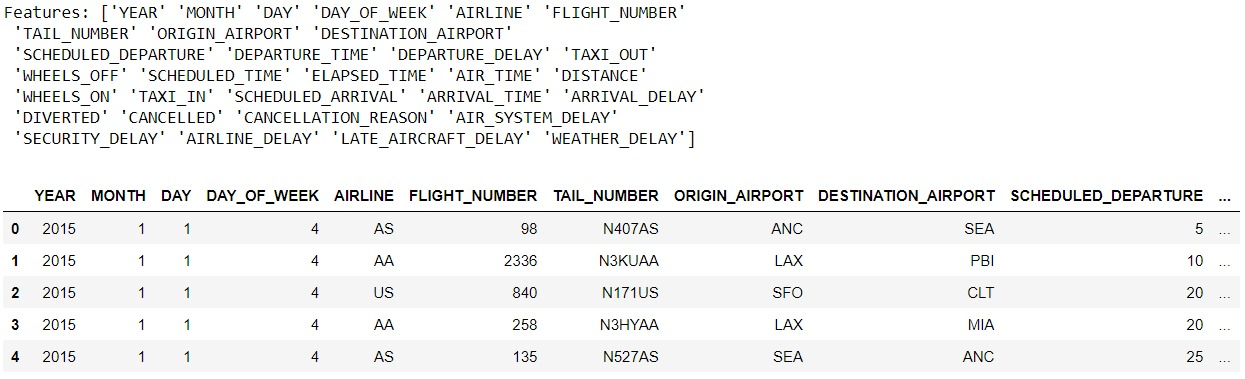 Features: ['YEAR' 'MONTH' 'DAY' 'DAY_OF_WEEK' 'AIRLINE' 'FLIGHT_NUMBER'
'TAIL_NUMBER' 'ORIGIN_AIRPORT' 'DESTINATION_AIRPORT'
'SCHEDULED_DEPARTURE' 'DEPARTURE_TIME' 'DEPARTURE_DELAY' 'TAXI_OUT'
'WHEELS_OFF' 'SCHEDULED_TIME' 'ELAPSED_TIME' 'AIR_TIME' 'DISTANCE'
'WHEELS_ON' 'TAXI_IN' 'SCHEDULED_ARRIVAL' 'ARRIVAL_TIME' 'ARRIVAL_DELAY'
'DIVERTED' 'CANCELLED' 'CANCELLATION_REASON' 'AIR_SYSTEM_DELAY'
'SECURITY_DELAY' 'AIRLINE_DELAY' 'LATE_AIRCRAFT_DELAY' 'WEATHER_DELAY']
YEAR MONTH DAY DAY_OF_WEEK AIRLINE FLIGHT_NUMBER TAIL_NUMBER ORIGIN_AIRPORT DESTINATION_AIRPORT SCHEDULED_DEPARTURE ...
0 2015 1 1 4 AS 98 N407AS ANC SEA 5 ...
1 2015 1 1 4 AA 2336 N3KUAA LAX PBI 10 ...
2 2015 1 1 4 US 840 N171US SFO CLT 20 ...
3 2015 1 1 4 AA 258 N3HYAA LAX MIA 20 ...
4 2015 1 1 4 AS 135 N527AS SEA ANC 25 ...